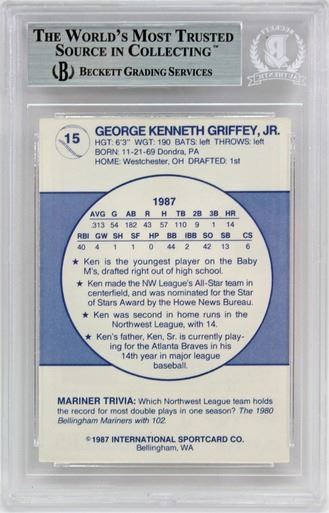 THE WORLD'S MOST TRUSTED
SOURCE IN COLLECTING™
(B) BECKETT GRADING SERVICES
BECKETT
AUTHENTIC
15
GEORGE KENNETH GRIFFEY, JR.
HGT: 6'3" WGT: 190 BATS: left THROWS: left
BORN: 11-21-69 Dondra, PA
HOME: Westchester, OH DRAFTED: 1st
1987
AVG G AB R H TB 2B 3B HR
.313 54 182 43 57 110 9 1 14
RBI GW SH SF HP BB IBB SO SB CS
40 4 1 1 0 44 2 42 13 6
★ Ken is the youngest player on the Baby
M's, drafted right out of high school.
★ Ken made the NW League's All-Star team in
centerfield, and was nominated for the Star
of Stars Award by the Howe News Bureau.
★ Ken was second in home runs in the
Northwest League, with 14.
★ Ken's father, Ken, Sr. is currently play-
ing for the Atlanta Braves in his
14th year in major league
baseball.
MARINER TRIVIA: Which Northwest League team holds
the record for most double plays in one season? The 1980
Bellingham Mariners with 102.
©1987 INTERNATIONAL SPORTCARD CO.
Bellingham, WA